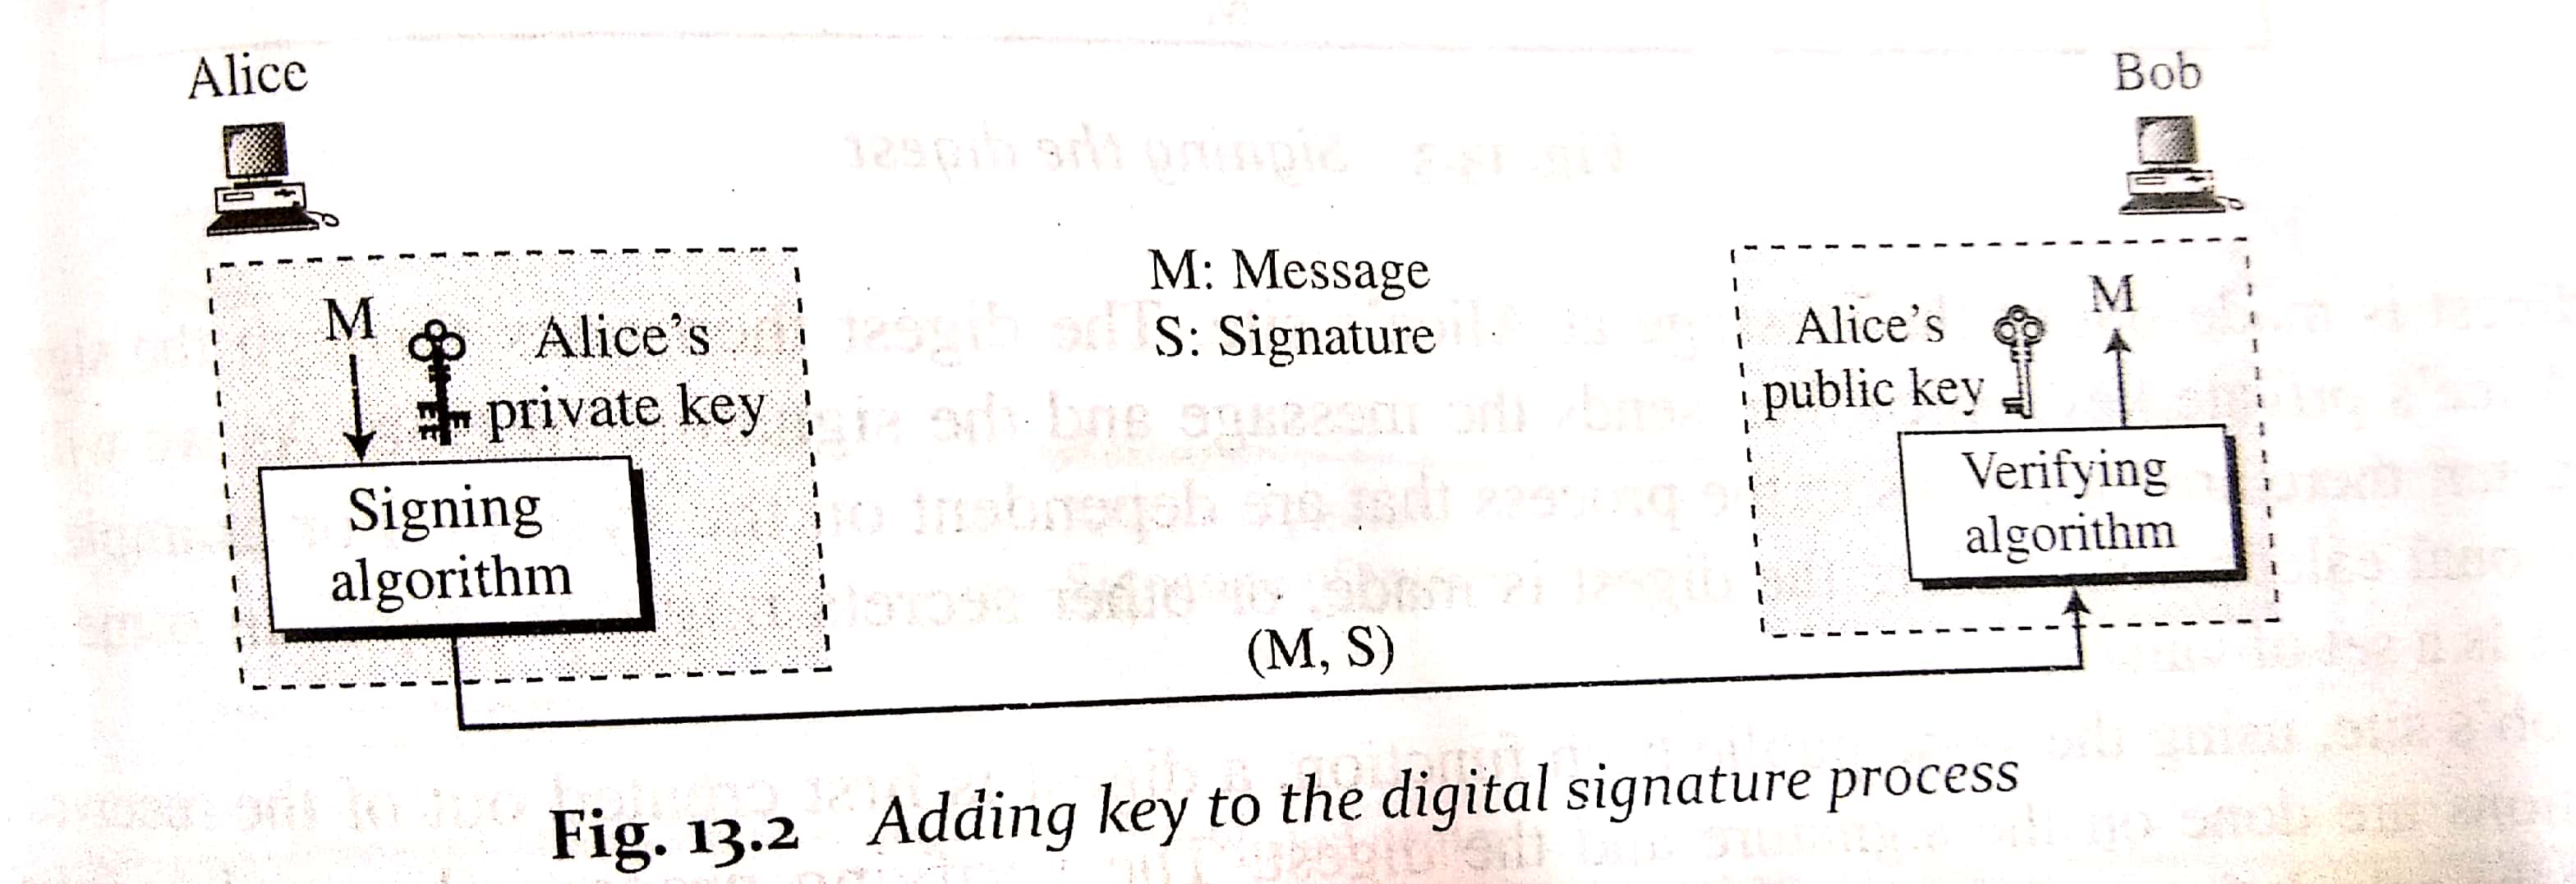 Alice
Bob
M: Message
S: Signature
M
Alice's
private key
Signing
algorithm
Alice's
public key
M
Verifying
algorithm
(M, S)
Fig. 13.2 Adding key to the digital signature process